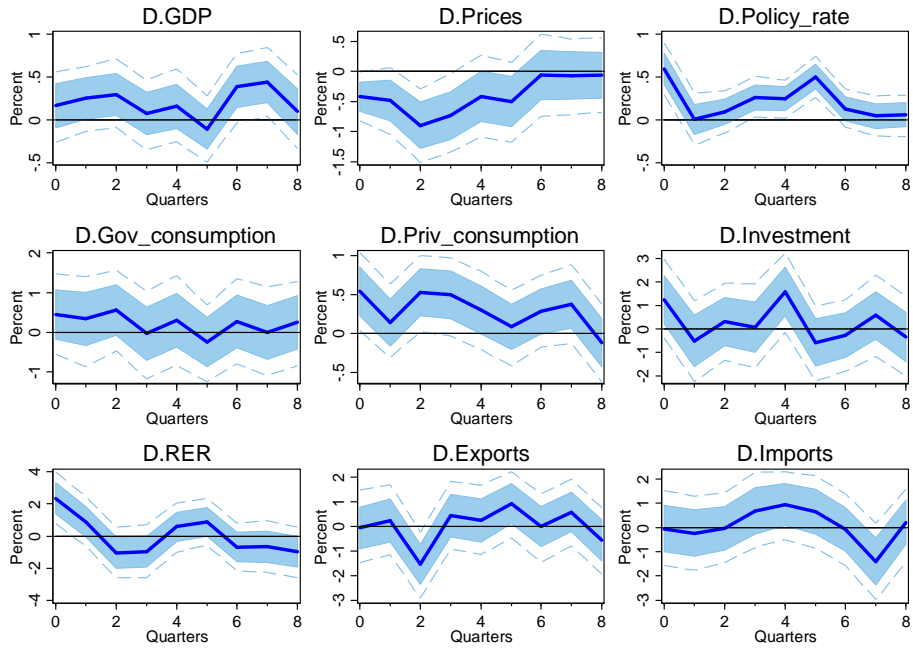 D.GDP
Percent
1
.5
0
-.5
0 2 4 6 8
Quarters
D.Prices
Percent
.5
0
-.5
-1
-1.5
0 2 4 6 8
Quarters
D.Policy_rate
Percent
1
.5
0
-.5
0 2 4 6 8
Quarters
D.Gov_consumption
Percent
2
1
0
-1
0 2 4 6 8
Quarters
D.Priv_consumption
Percent
1
.5
0
-.5
0 2 4 6 8
Quarters
D.Investment
Percent
3
2
1
0
-1
-2
0 2 4 6 8
Quarters
D.RER
Percent
4
2
0
-2
-4
0 2 4 6 8
Quarters
D.Exports
Percent
2
1
0
-1
-2
-3
0 2 4 6 8
Quarters
D.Imports
Percent
2
1
0
-1
-2
-3
0 2 4 6 8
Quarters